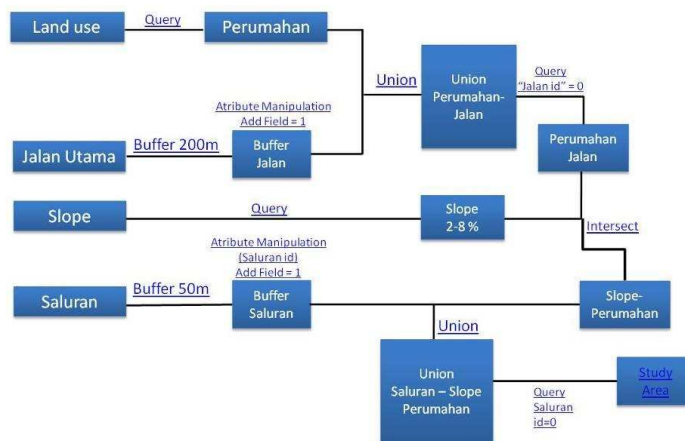 Land use
Query
Perumahan
Union
Union
Perumahan-
Jalan
Query
“Jalan id” = 0
Atribute Manipulation
Add Field = 1
Jalan Utama
Buffer 200m
Buffer
Jalan
Perumahan
Jalan
Slope
Query
Slope
2-8 %
Intersect
Atribute Manipulation
(Saluran id)
Add Field = 1
Saluran
Buffer 50m
Buffer
Saluran
Slope-
Perumahan
Union
Union
Saluran – Slope
Perumahan
Query
Saluran
id=0
Study
Area